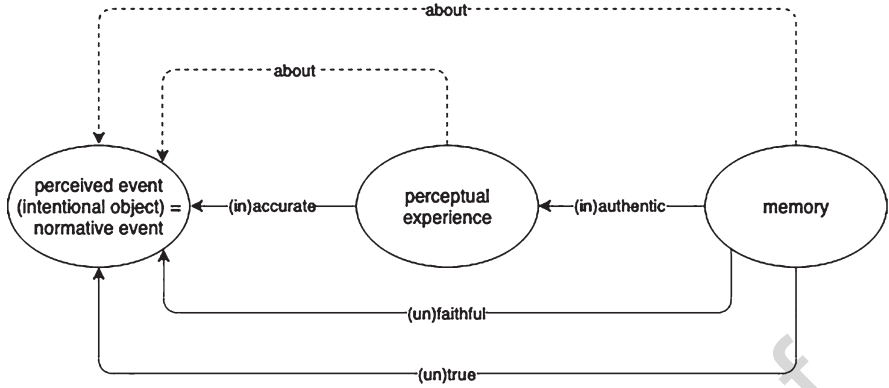 about
about
perceived event
(intentional object) =
normative event
(in)accurate
perceptual
experience
(in)authentic
memory
(un)faithful
(un)true
f